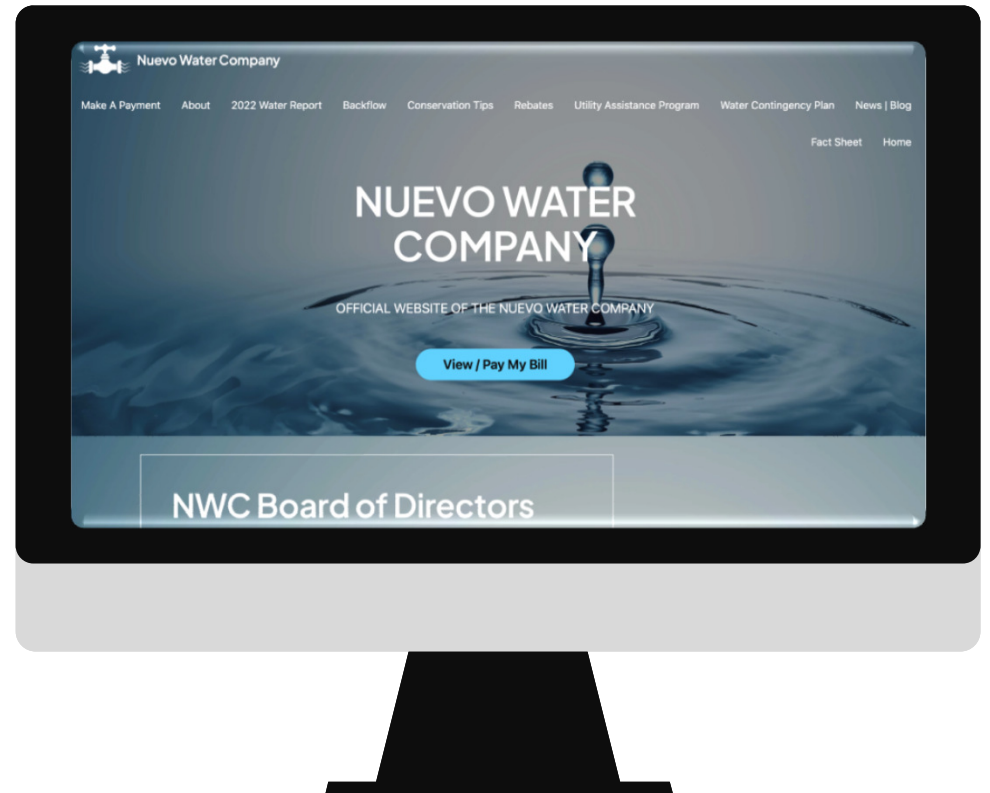 Nuevo Water Company
Make A Payment About 2022 Water Report Backflow Conservation Tips Rebates Utility Assistance Program Water Contingency Plan News | Blog
Fact Sheet Home
NUEVO WATER
COMPANY
OFFICIAL WEBSITE OF THE NUEVO WATER COMPANY
View / Pay My Bill
NWC Board of Directors